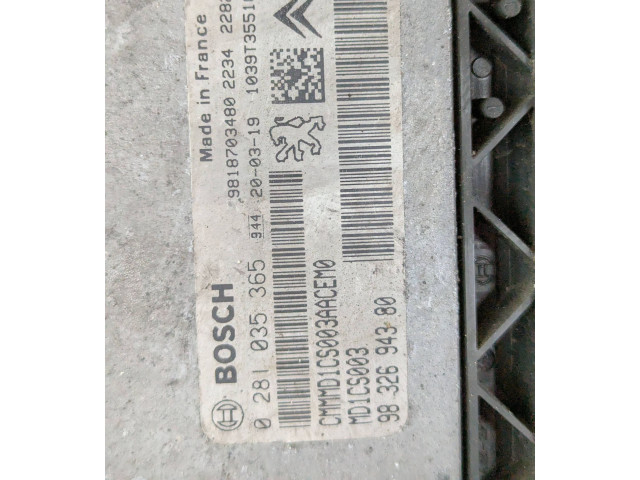 BOSCH
Made in France
0 281 035 365
9818703480 2234 2282
944 20-03-19 1039T3551
CMMMD1CS003AACEM0
MD1CS003
98 326 943 80